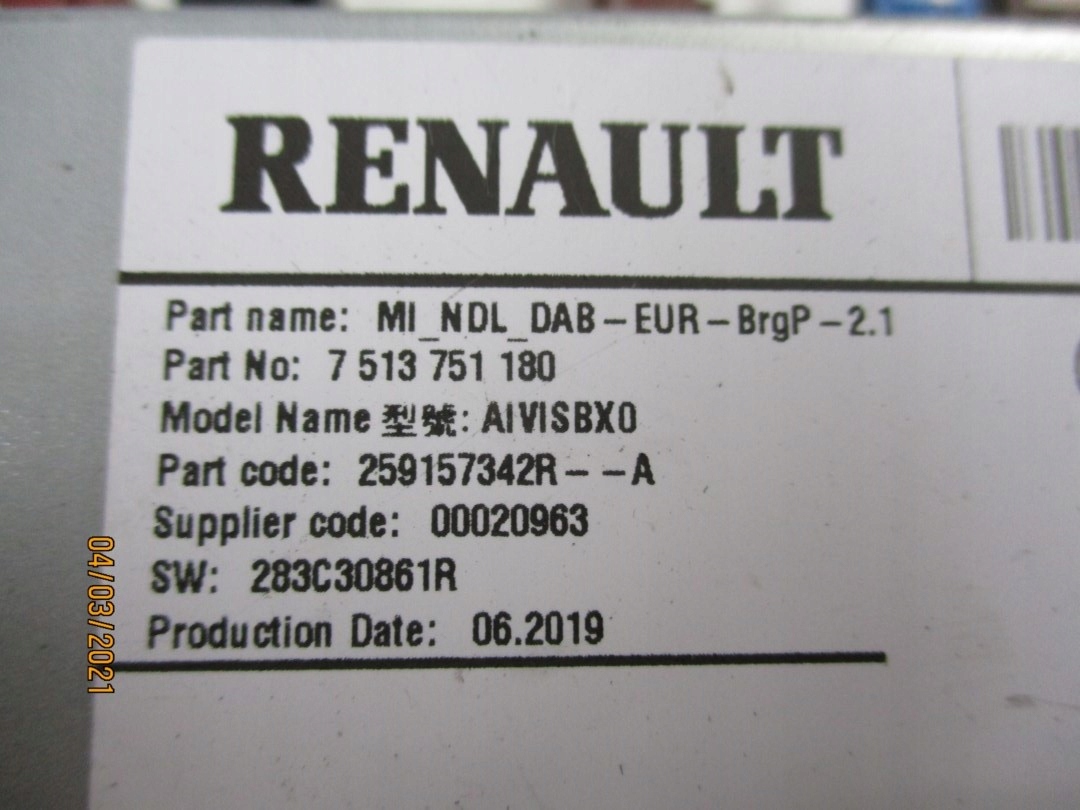 RENAULT
Part name: MI_NDL_DAB-EUR-BrgP-2.1
Part No: 7 513 751 180
Model Name 型號: AIVISBX0
Part code: 259157342R--A
Supplier code: 00020963
SW: 283C30861R
Production Date: 06.2019
04/03/2021